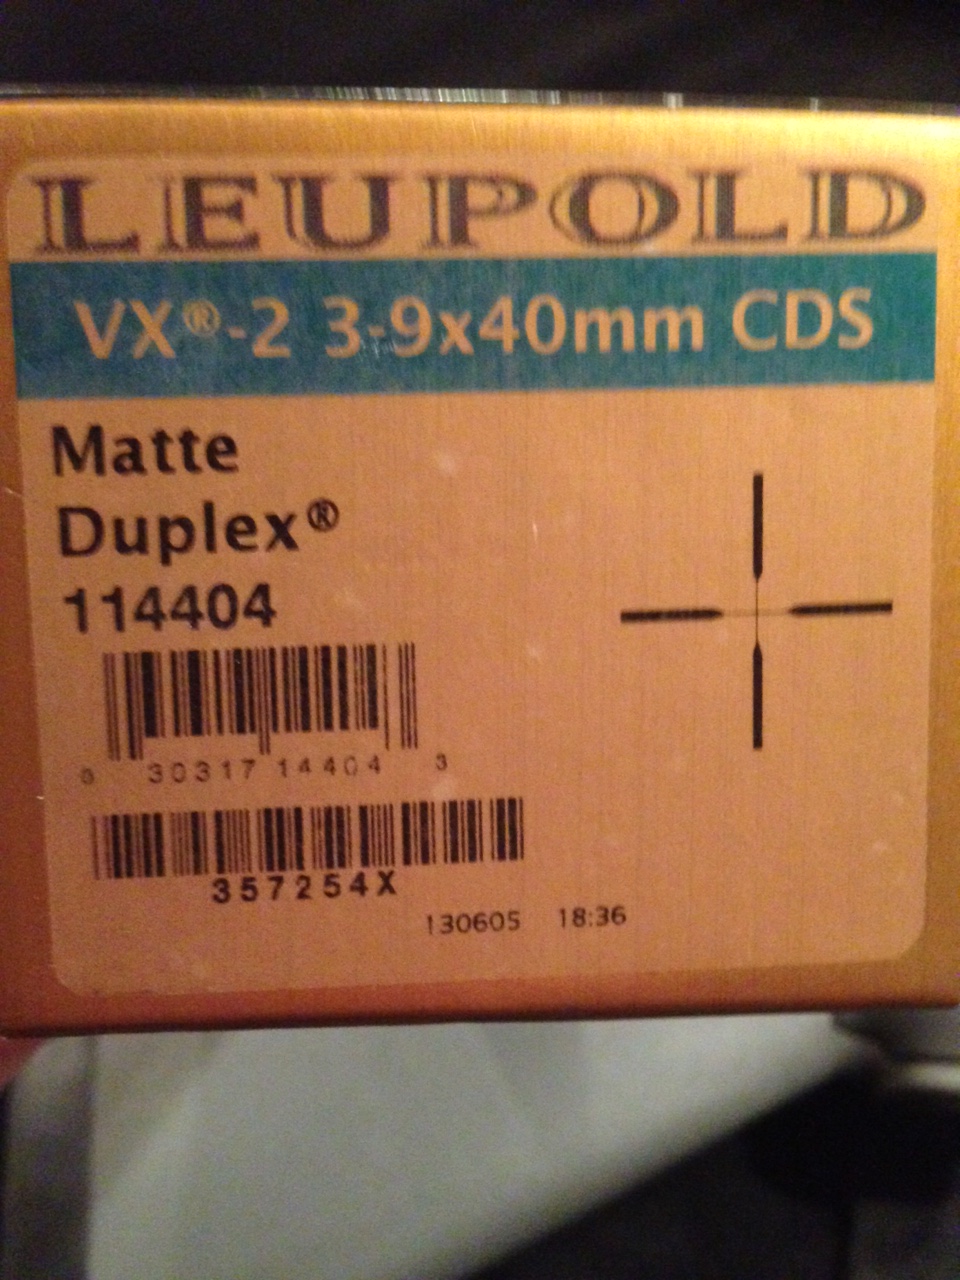 LEUPOLD
VX®-2 3-9x40mm CDS
Matte
Duplex®
114404
0 30317 14404 3
357254X
130605 18:36